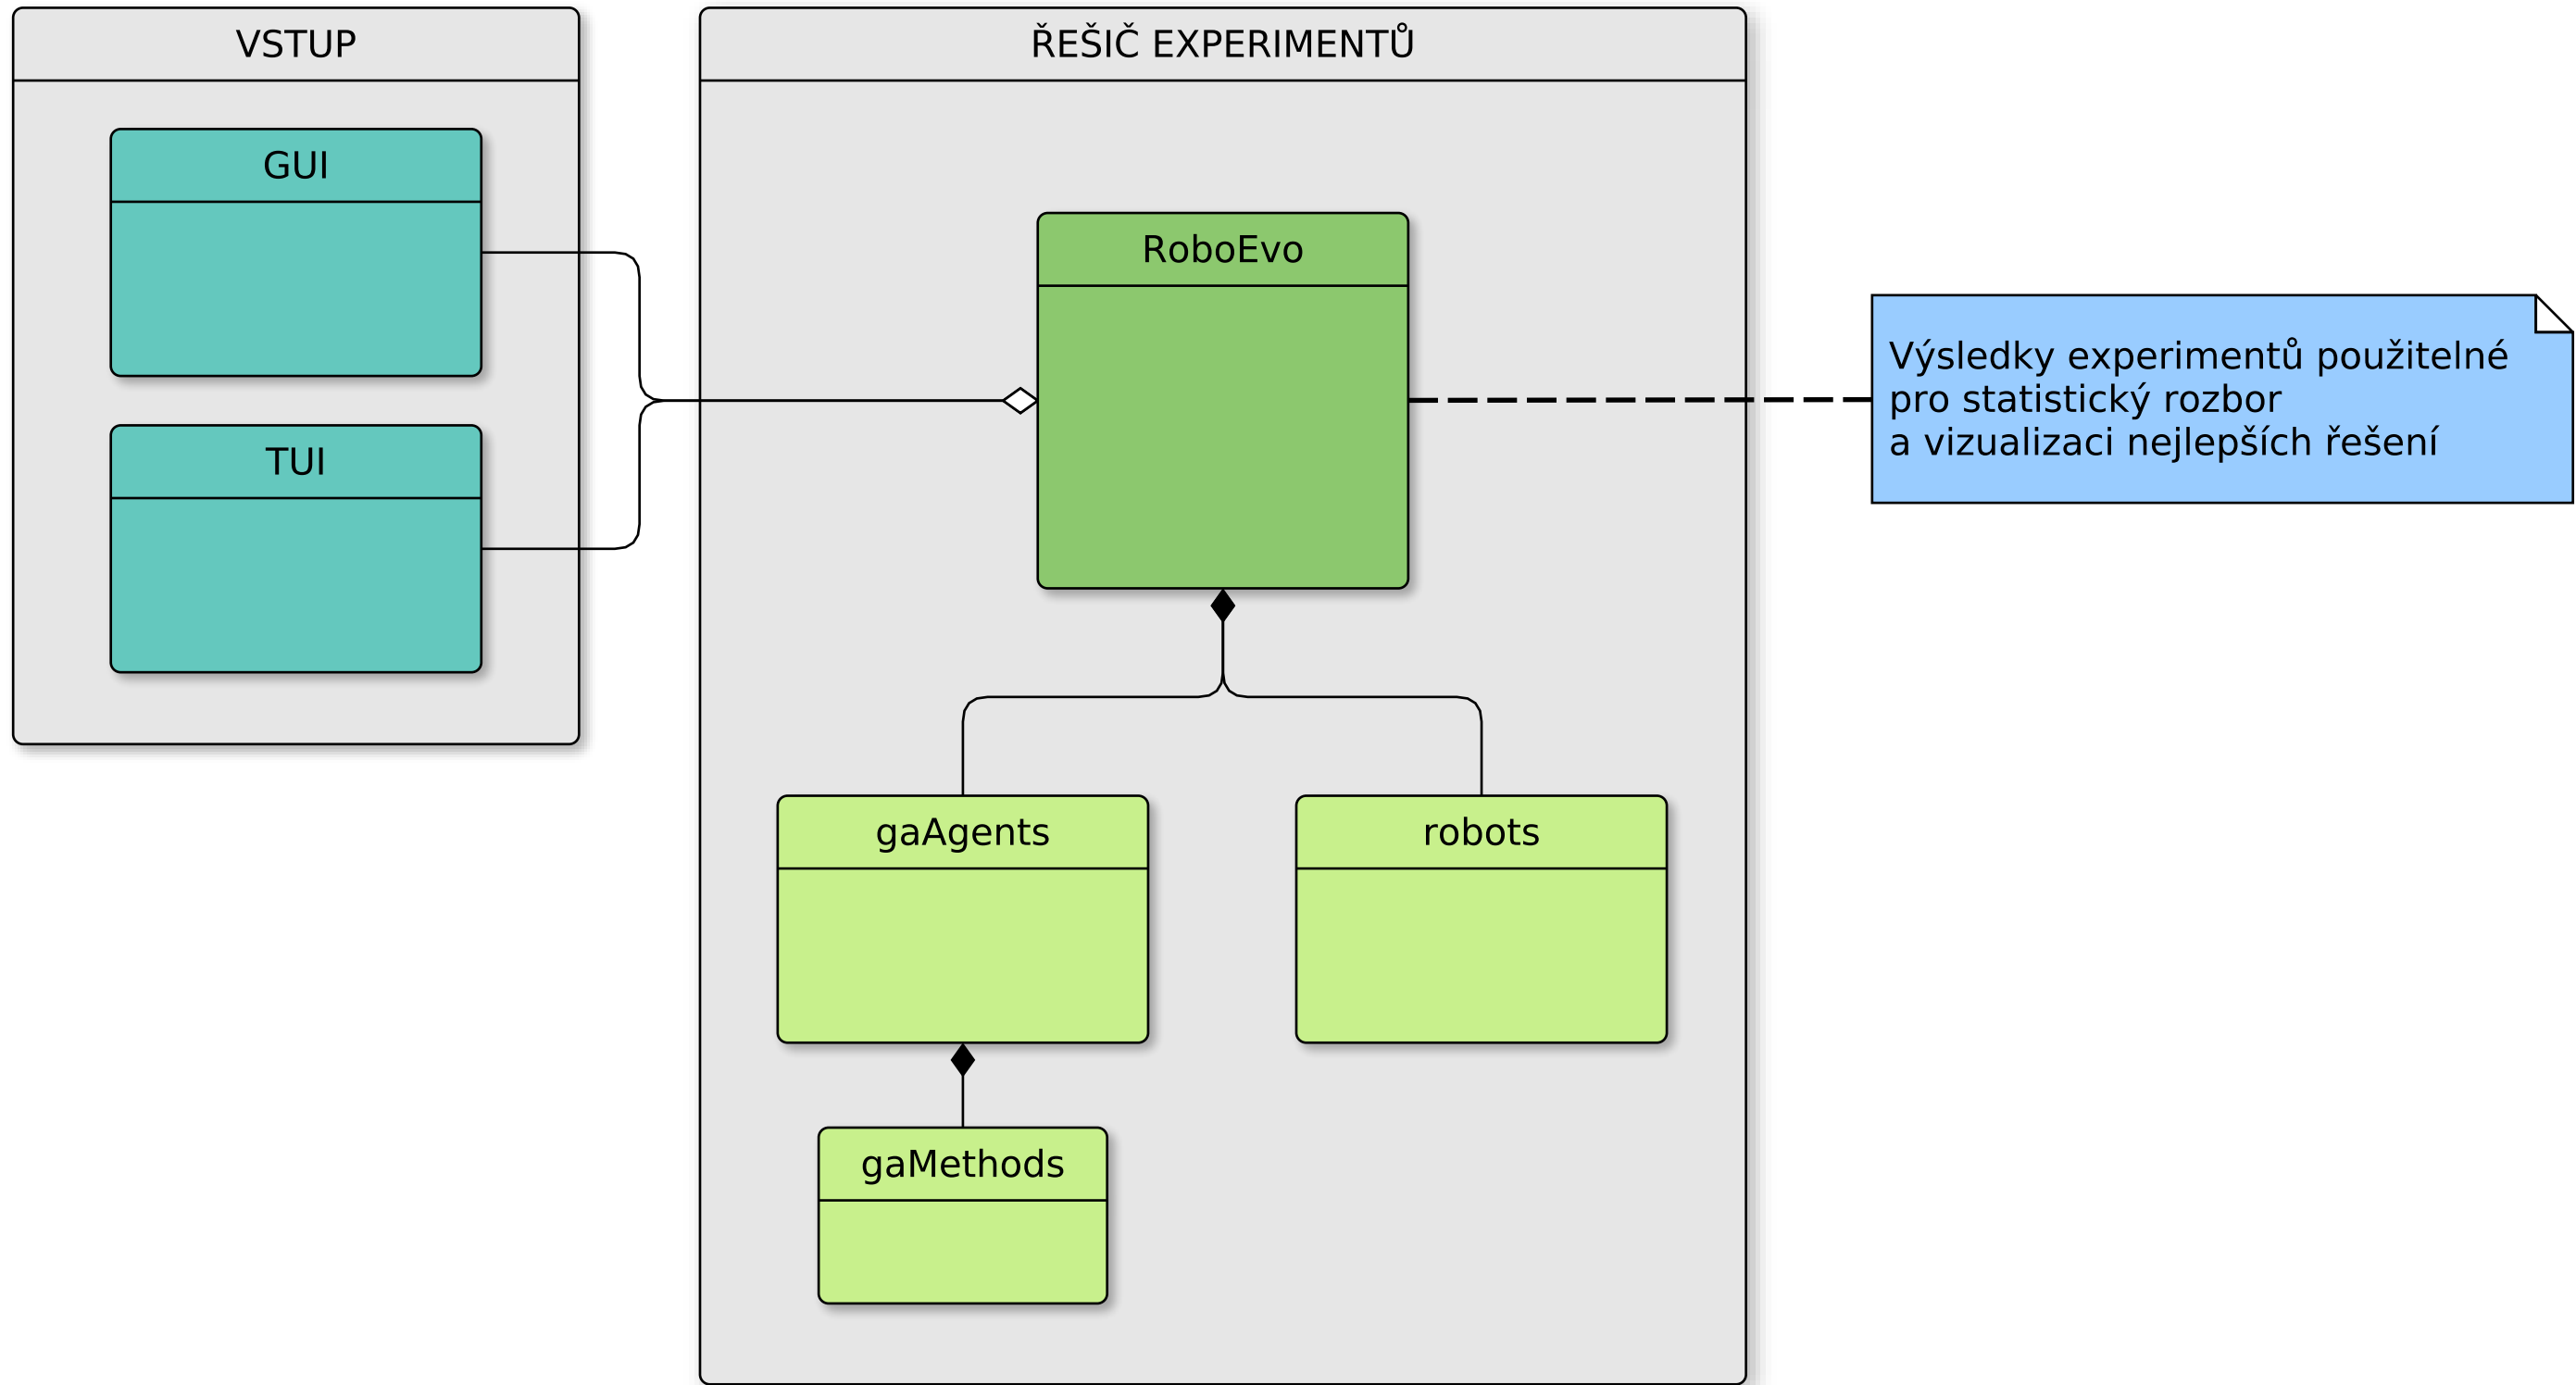 VSTUP
GUI
TUI
ŘEŠIČ EXPERIMENTŮ
RoboEvo
gaAgents
robots
gaMethods
Výsledky experimentů použitelné
pro statistický rozbor
a vizualizaci nejlepších řešení